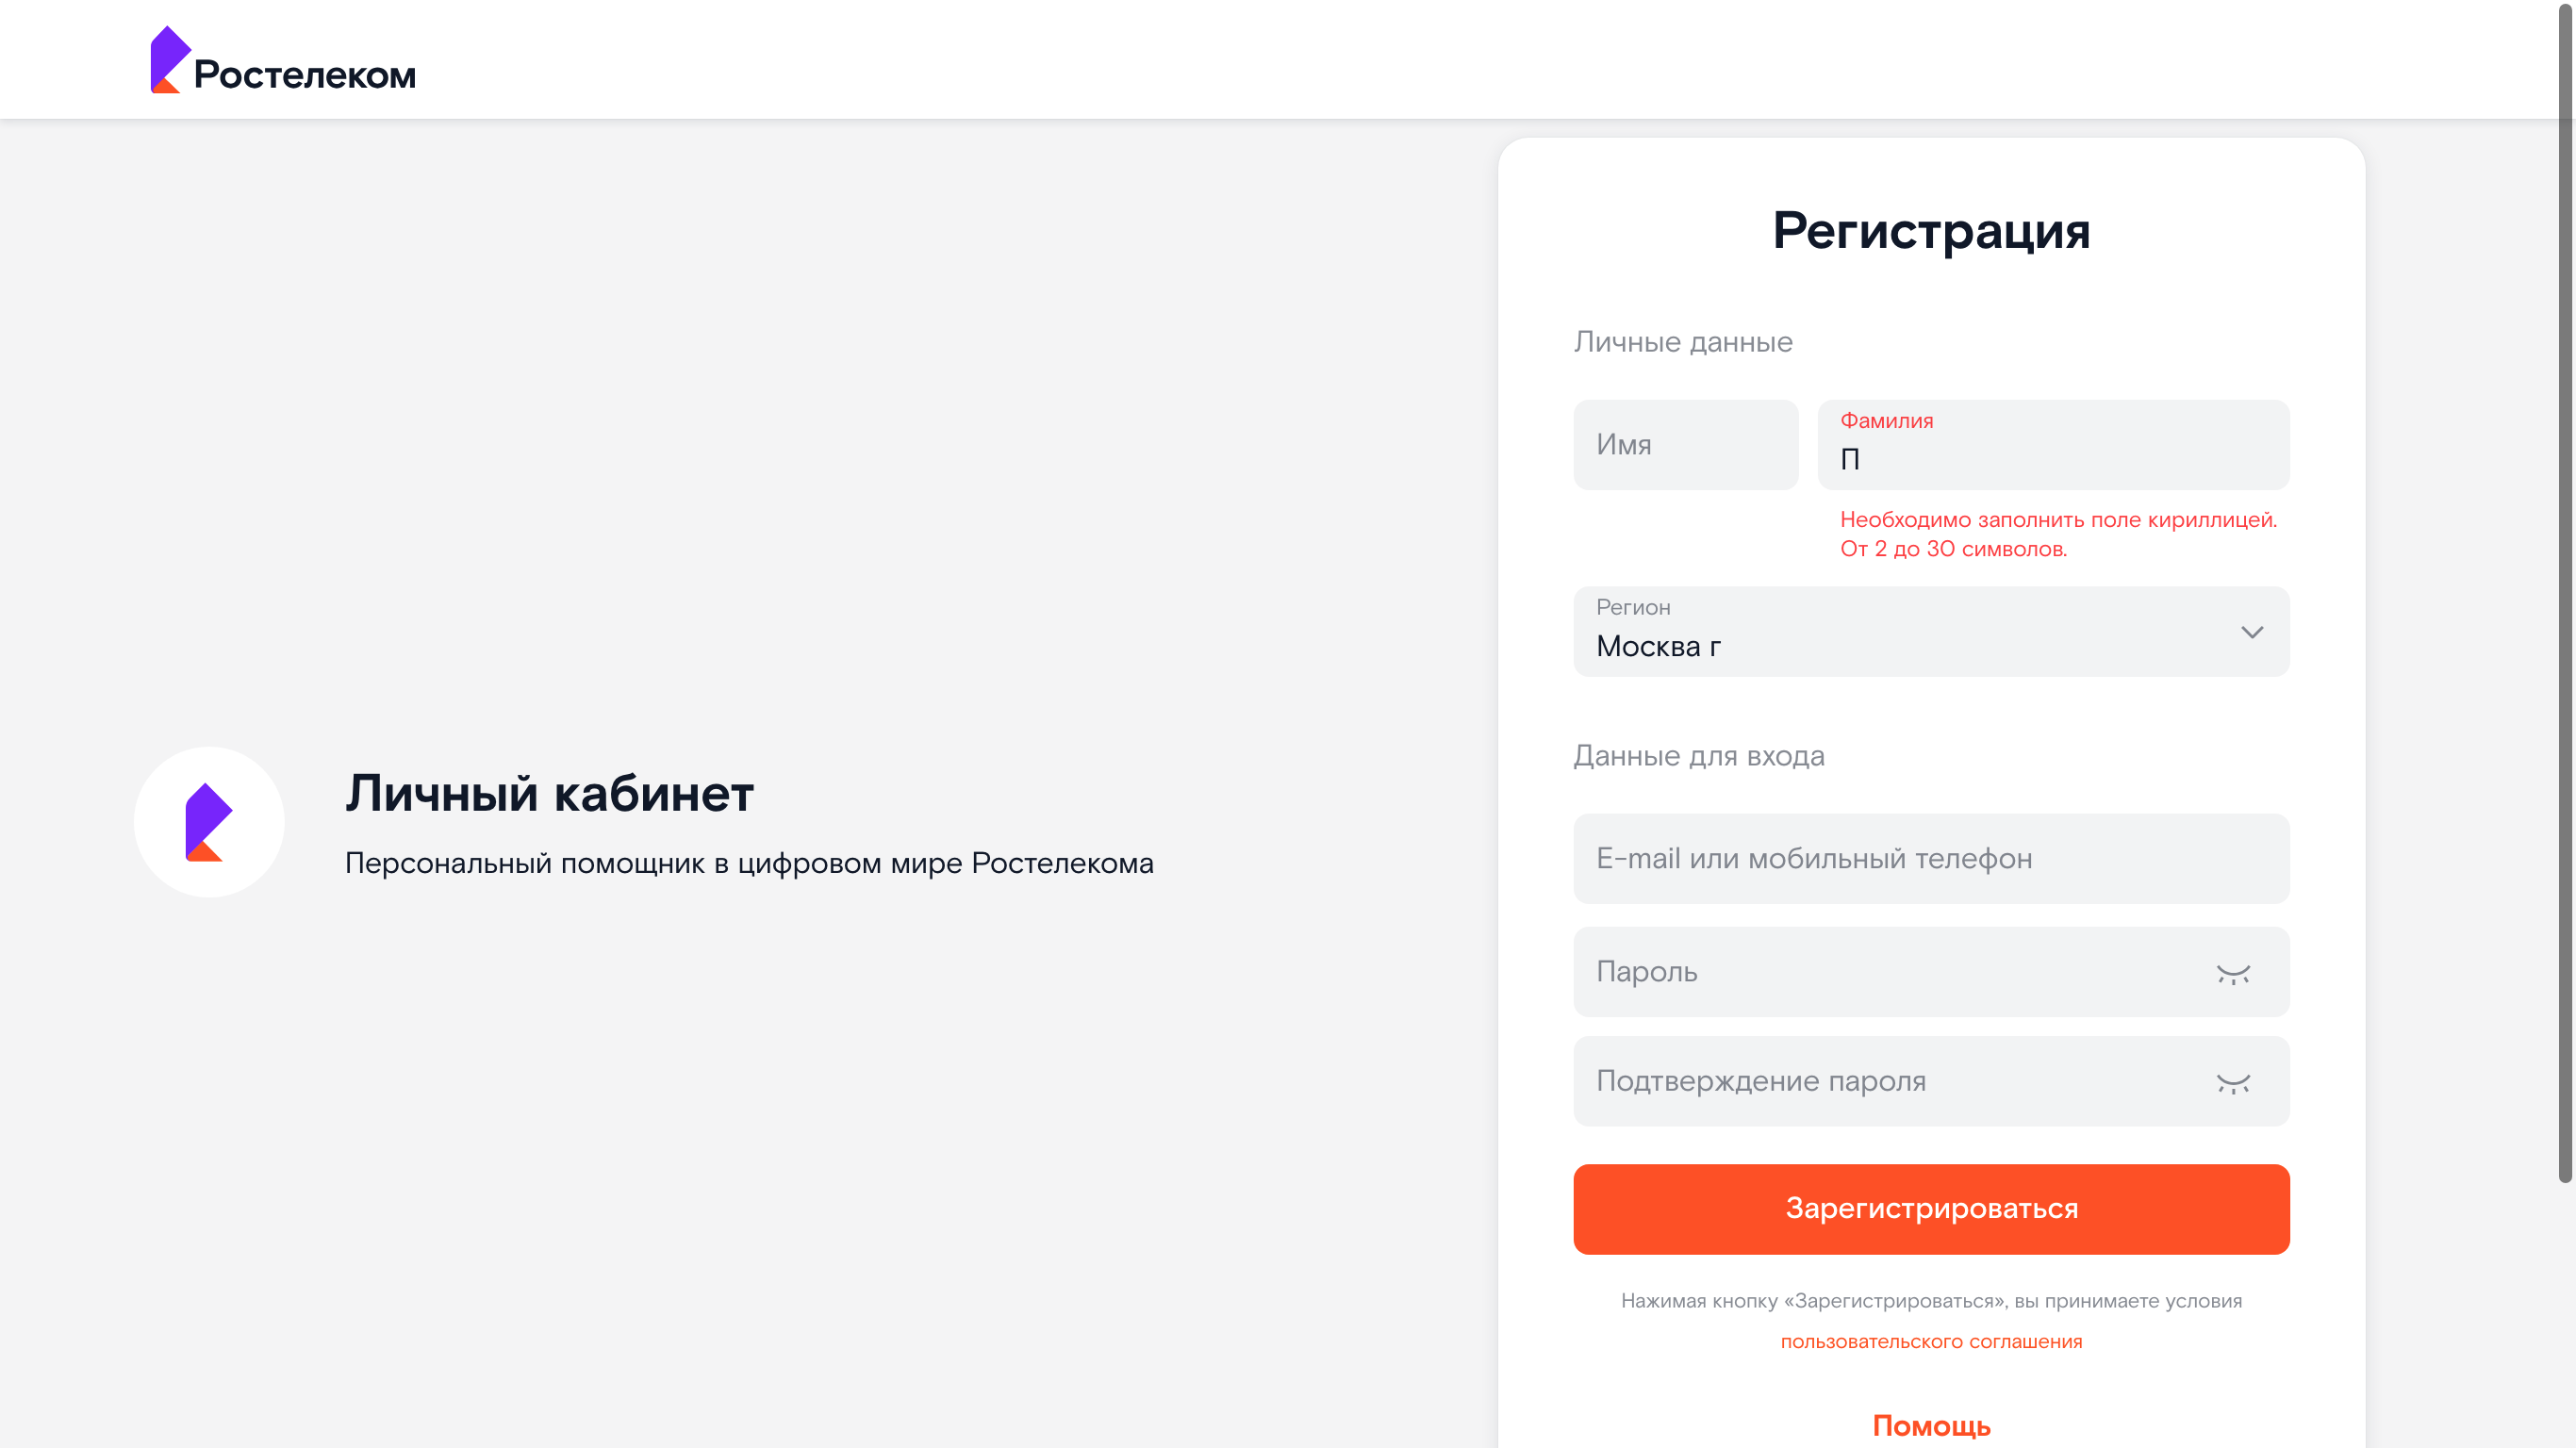 Ростелеком
Регистрация
Личные данные
Имя
Фамилия
П
Необходимо заполнить поле кириллицей.
От 2 до 30 символов.
Регион
Москва г
Данные для входа
Личный кабинет
Персональный помощник в цифровом мире Ростелекома
E-mail или мобильный телефон
Пароль
Подтверждение пароля
Зарегистрироваться
Нажимая кнопку «Зарегистрироваться», вы принимаете условия
пользовательского соглашения
Помощь